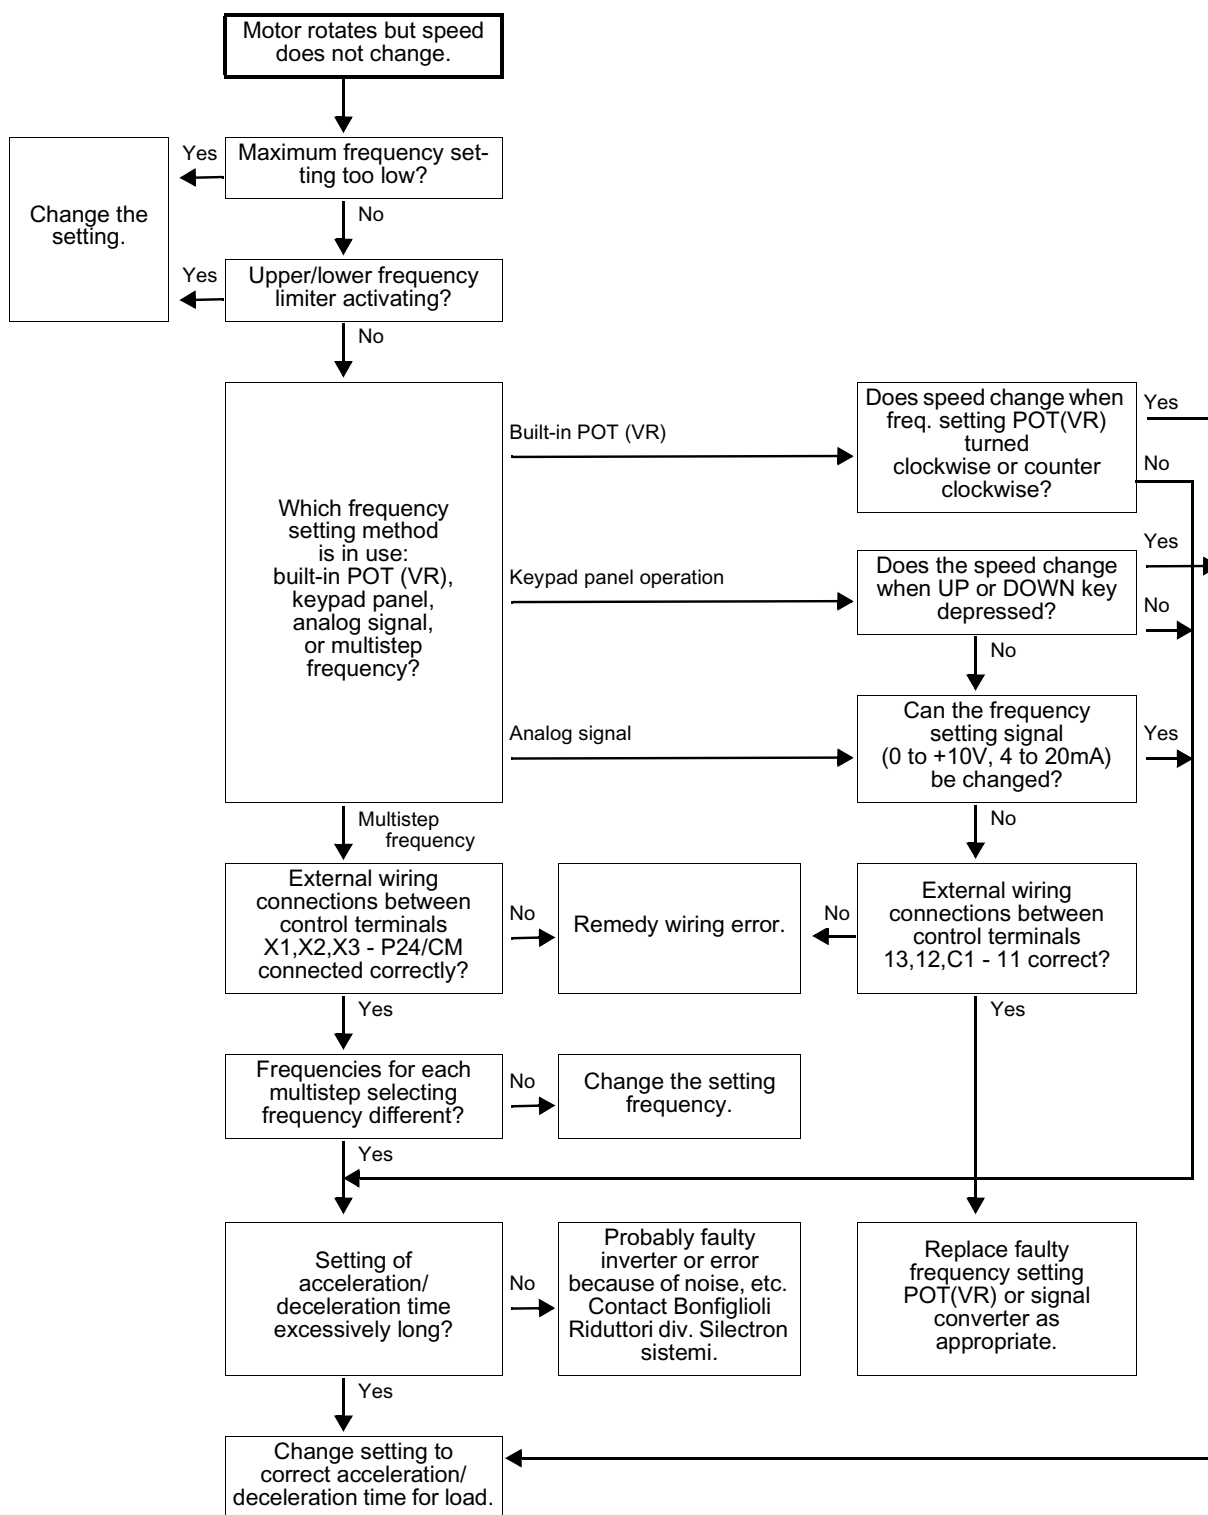 Motor rotates but speed
does not change.
Yes
Maximum frequency set-
ting too low?
Change the
setting.
No
Yes
Upper/lower frequency
limiter activating?
No
Which frequency
setting method
is in use:
built-in POT (VR),
keypad panel,
analog signal,
or multistep
frequency?
Built-in POT (VR)
Does speed change when
freq. setting POT(VR)
turned
clockwise or counter
clockwise?
Yes
No
Keypad panel operation
Does the speed change
when UP or DOWN key
depressed?
Yes
No
No
Analog signal
Can the frequency
setting signal
(0 to +10V, 4 to 20mA)
be changed?
Yes
No
Multistep
frequency
External wiring
connections between
control terminals
X1,X2,X3 - P24/CM
connected correctly?
No
Remedy wiring error.
No
External wiring
connections between
control terminals
13,12,C1 - 11 correct?
Yes
Yes
Frequencies for each
multistep selecting
frequency different?
No
Change the setting
frequency.
Yes
Setting of
acceleration/
deceleration time
excessively long?
No
Probably faulty
inverter or error
because of noise, etc.
Contact Bonfiglioli
Riduttori div. Silectron
sistemi.
Replace faulty
frequency setting
POT(VR) or signal
converter as
appropriate.
Yes
Change setting to
correct acceleration/
deceleration time for load.